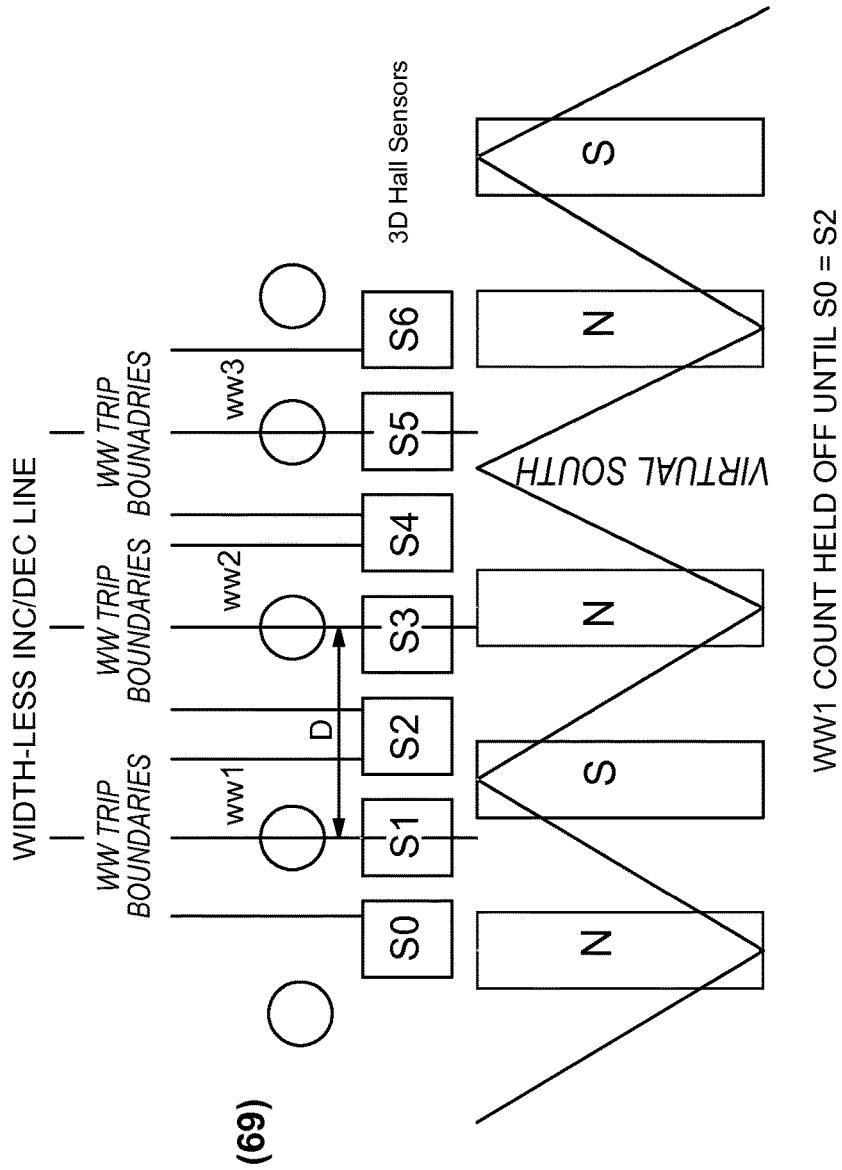 WIDTH-LESS INC/DEC LINE
WW TRIP
BOUNDARIES
WW TRIP
BOUNDARIES
WW TRIP
BOUNADRIES
ww1
ww2
ww3
(69)
D
S0
S1
S2
S3
S4
S5
S6
3D Hall Sensors
N
S
N
VIRTUAL SOUTH
N
S
WW1 COUNT HELD OFF UNTIL S0 = S2